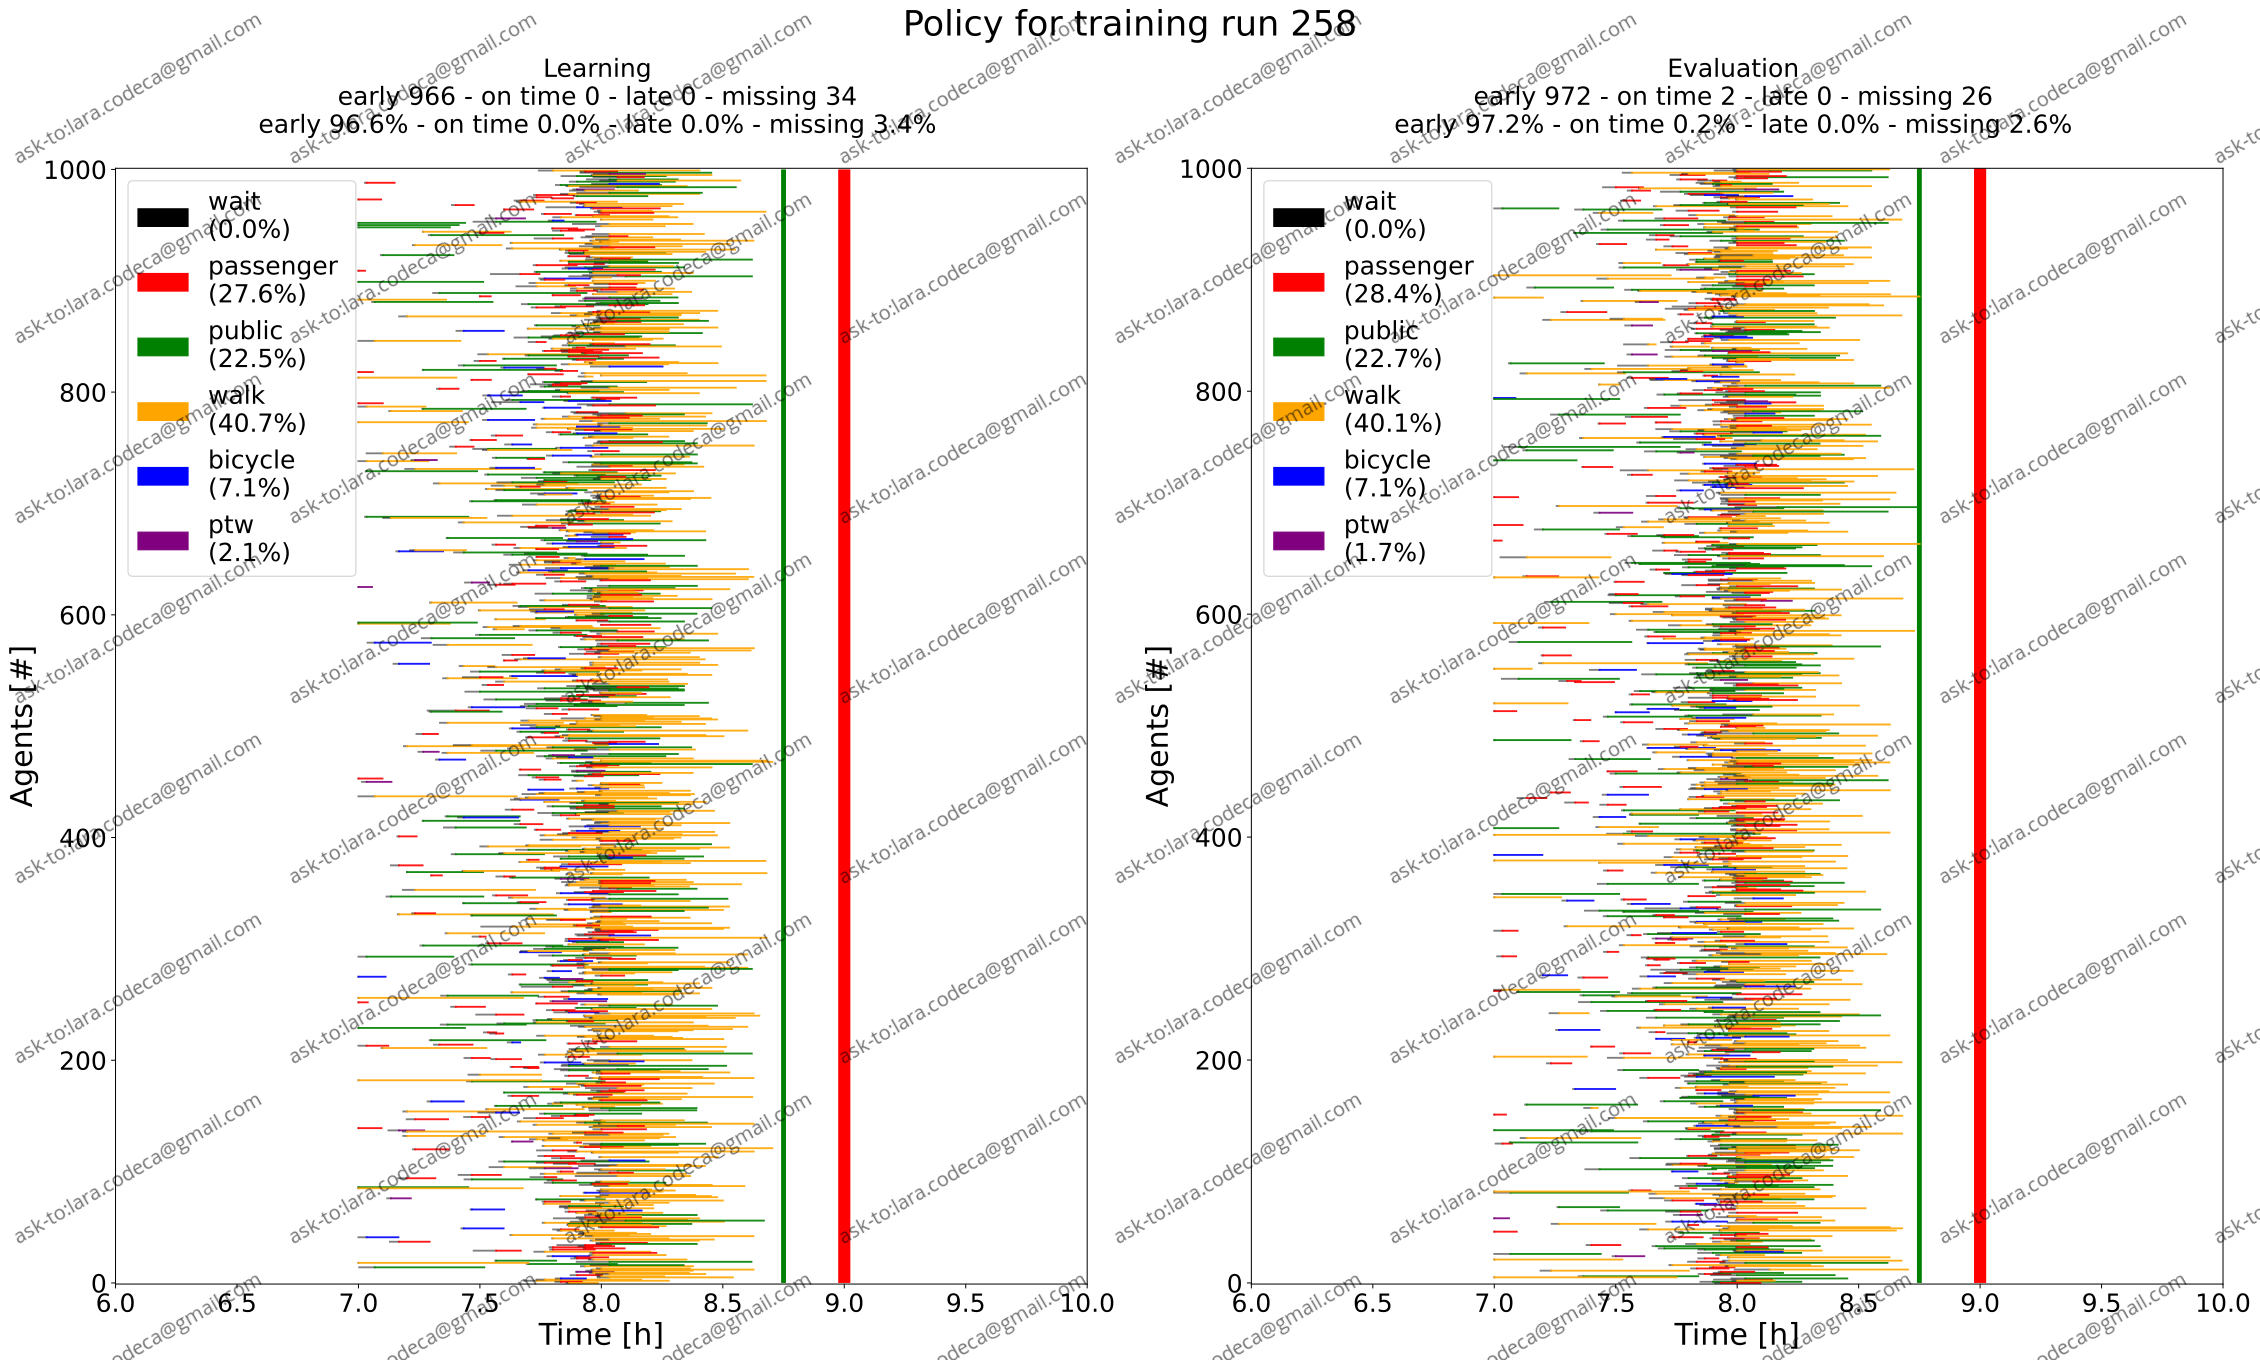 Policy for training run 258
Learning
early 966 - on time 0 - late 0 - missing 34
early 96.6% - on time 0.0% - late 0.0% - missing 3.4%
1000
800
600
400
200
0
Agents [#]
wait
(0.0%)
passenger
(27.6%)
public
(22.5%)
walk
(40.7%)
bicycle
(7.1%)
ptw
(2.1%)
6.0 6.5 7.0 7.5 8.0 8.5 9.0 9.5 10.0
Time [h]
Evaluation
early 972 - on time 2 - late 0 - missing 26
early 97.2% - on time 0.2% - late 0.0% - missing 2.6%
1000
800
600
400
200
0
Agents [#]
wait
(0.0%)
passenger
(28.4%)
public
(22.7%)
walk
(40.1%)
bicycle
(7.1%)
ptw
(1.7%)
6.0 6.5 7.0 7.5 8.0 8.5 9.0 9.5 10.0
Time [h]
ask-to:lara.codeca@gmail.com